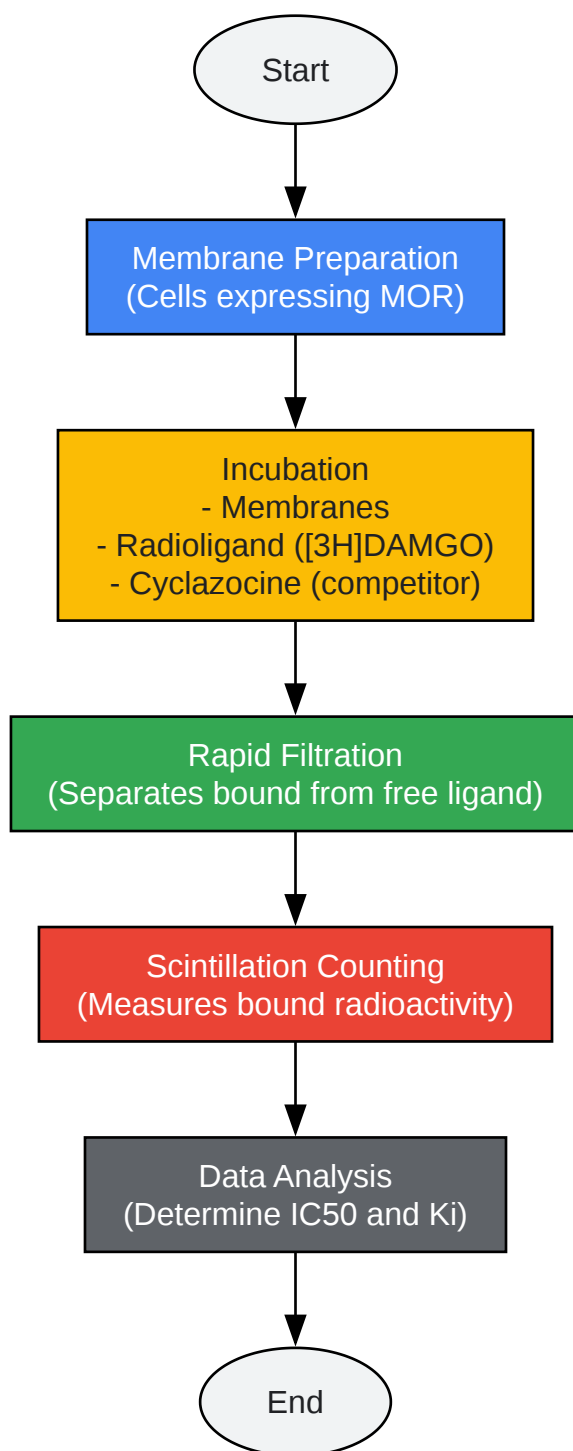 Start
Membrane Preparation
(Cells expressing MOR)
Incubation
- Membranes
- Radioligand ([3H]DAMGO)
- Cyclazocine (competitor)
Rapid Filtration
(Separates bound from free ligand)
Scintillation Counting
(Measures bound radioactivity)
Data Analysis
(Determine IC50 and Ki)
End